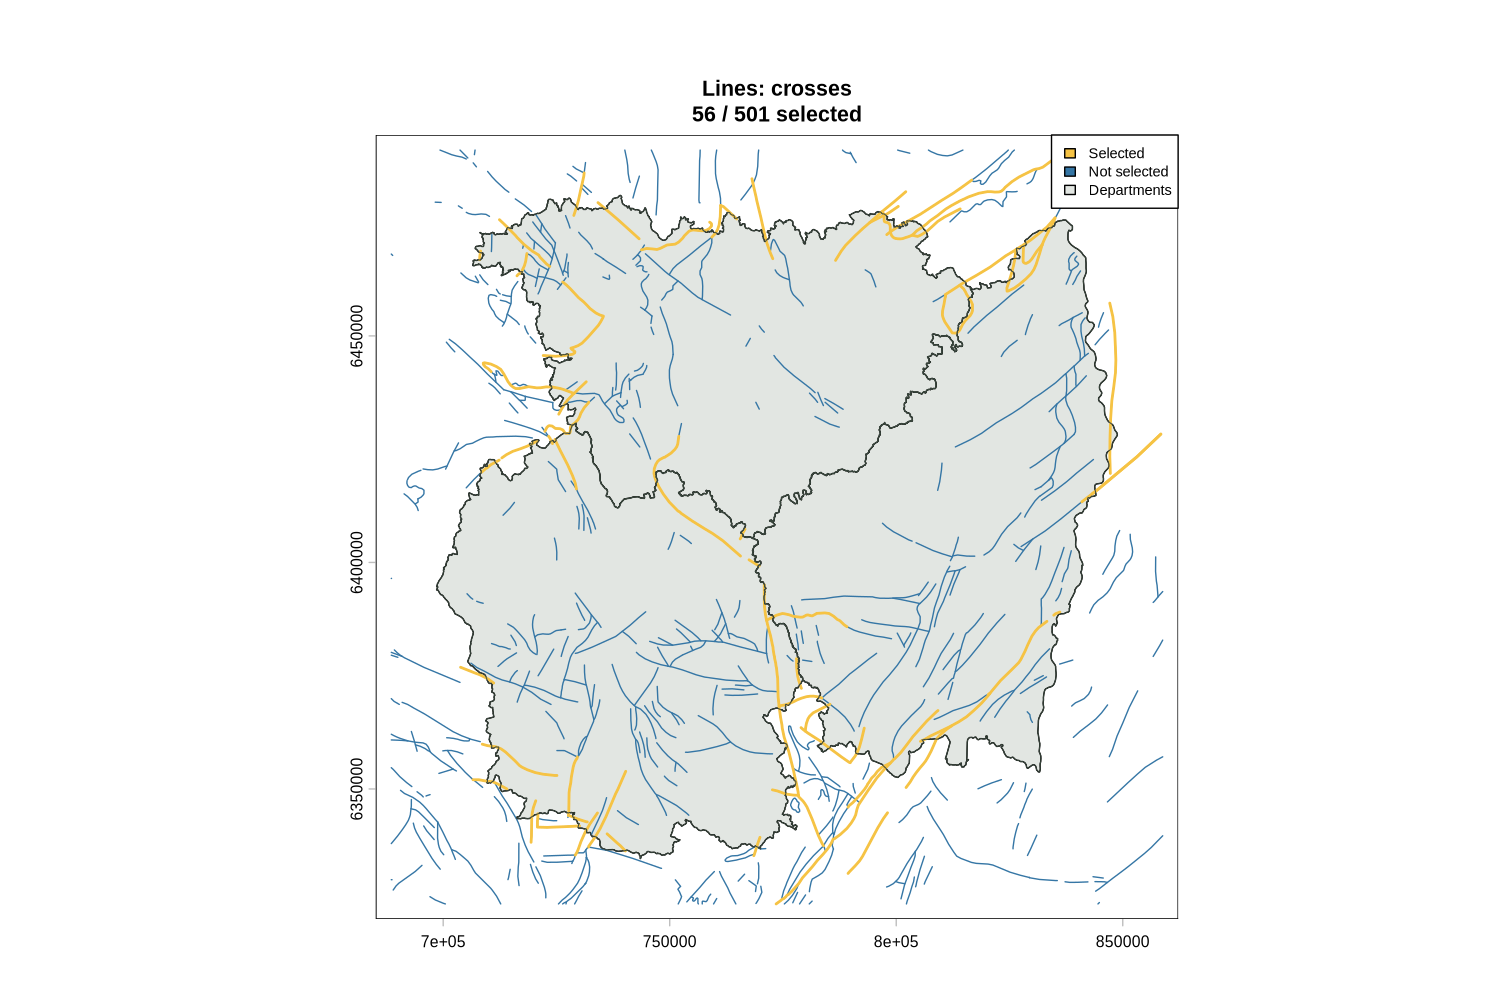 Lines: crosses
56 / 501 selected
Selected
Not selected
Departments
6450000
6400000
6350000
7e+05
750000
8e+05
850000